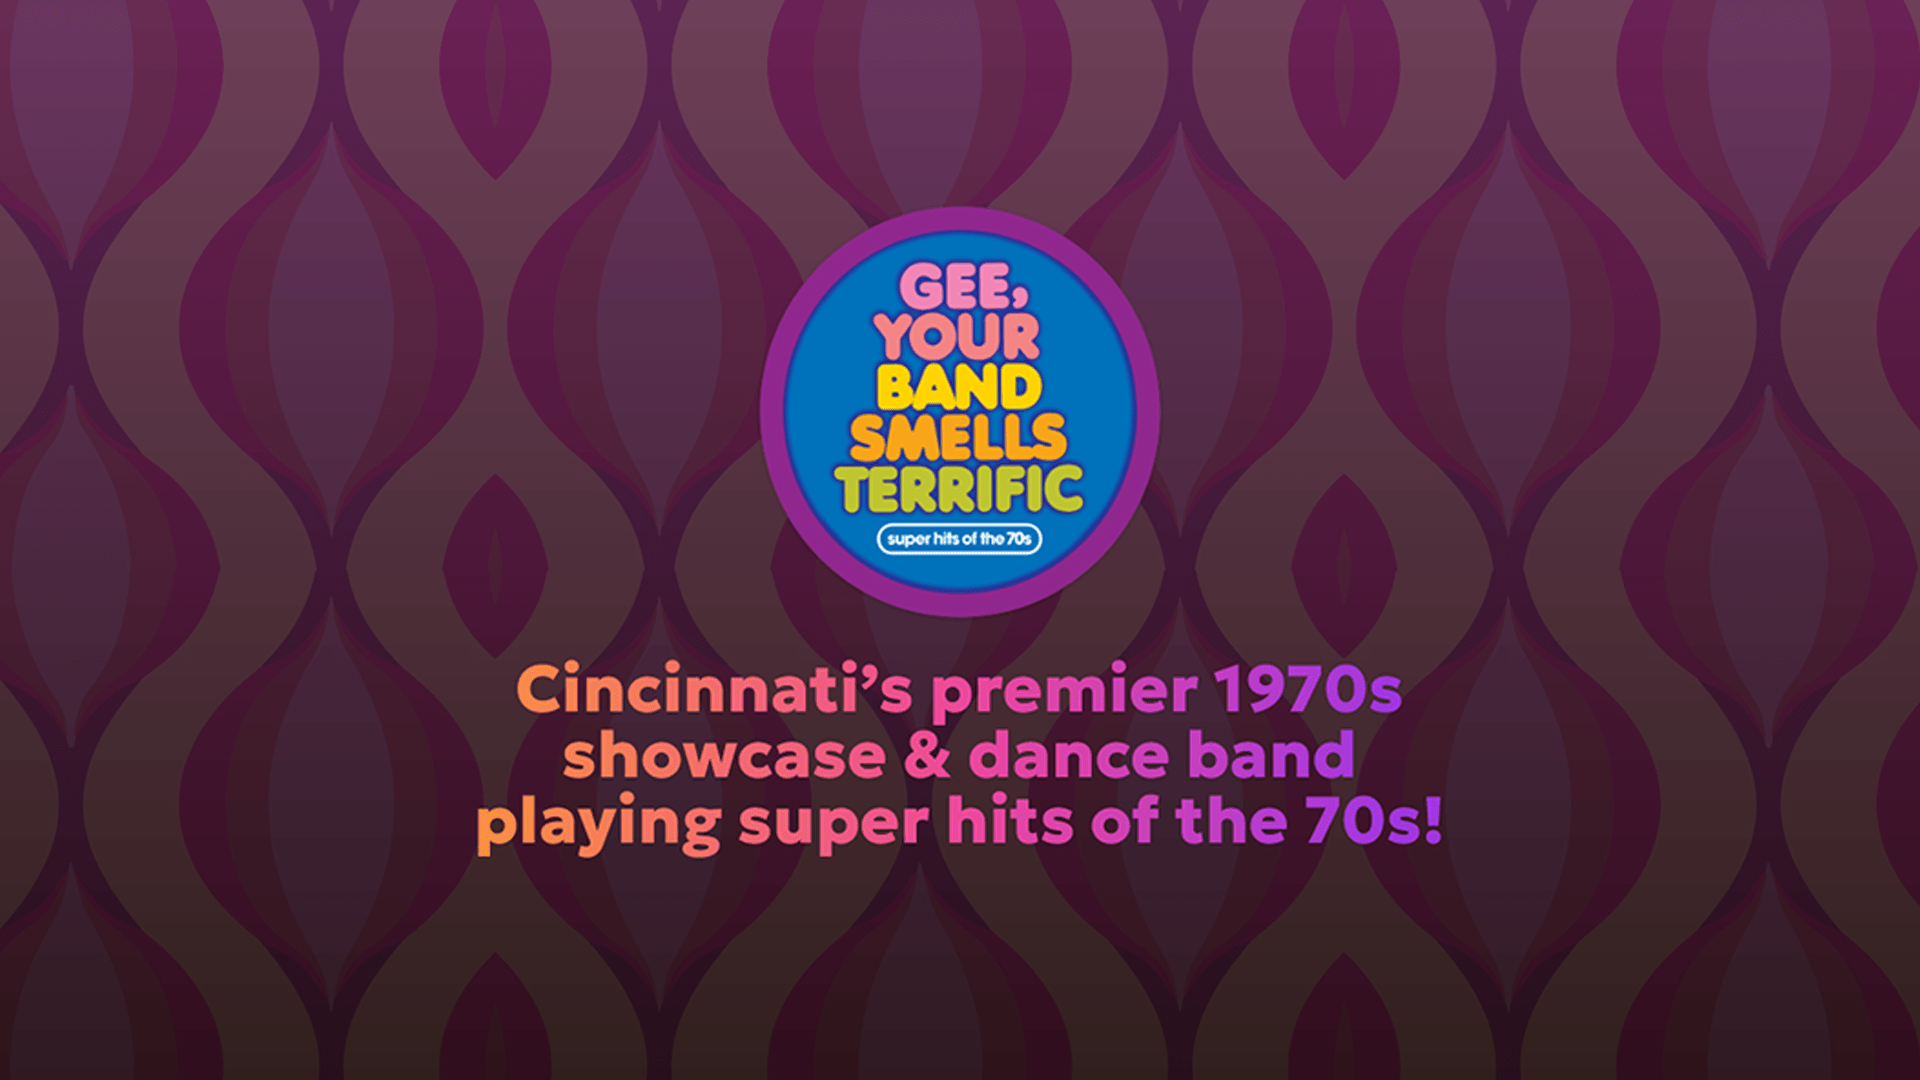 GEE,
YOUR
BAND
SMELLS
TERRIFIC
super hits of the 70s
Cincinnati’s premier 1970s
showcase & dance band
playing super hits of the 70s!